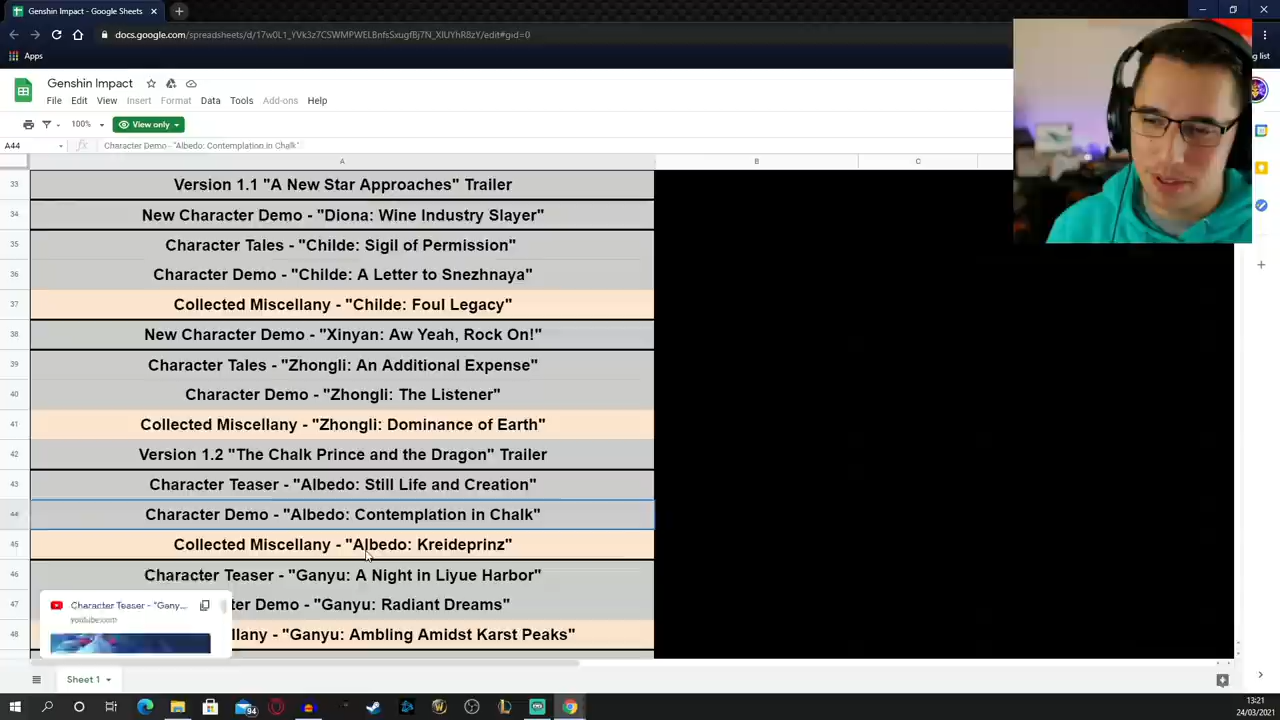 Genshin Impact - Google Sheets
docs.google.com/spreadsheets/d/
Apps
Genshin Impact
File Edit View Insert Format Data Tools Add-ons Help
100% View only
A44 fx Character Demo - "Albedo: Contemplation in Chalk"
A B C
33 Version 1.1 "A New Star Approaches" Trailer
34 New Character Demo - "Diona: Wine Industry Slayer"
35 Character Tales - "Childe: Sigil of Permission"
36 Character Demo - "Childe: A Letter to Snezhnaya"
37 Collected Miscellany - "Childe: Foul Legacy"
38 New Character Demo - "Xinyan: Aw Yeah, Rock On!"
39 Character Tales - "Zhongli: An Additional Expense"
40 Character Demo - "Zhongli: The Listener"
41 Collected Miscellany - "Zhongli: Dominance of Earth"
42 Version 1.2 "The Chalk Prince and the Dragon" Trailer
43 Character Teaser - "Albedo: Still Life and Creation"
44 Character Demo - "Albedo: Contemplation in Chalk"
45 Collected Miscellany - "Albedo: Kreideprinz"
46 Character Teaser - "Ganyu: A Night in Liyue Harbor"
47 ter Demo - "Ganyu: Radiant Dreams"
48 llany - "Ganyu: Ambling Amidst Karst Peaks"
Character Teaser - "Gany...
youtube.com
Sheet 1
94
13:21
24/03/2021